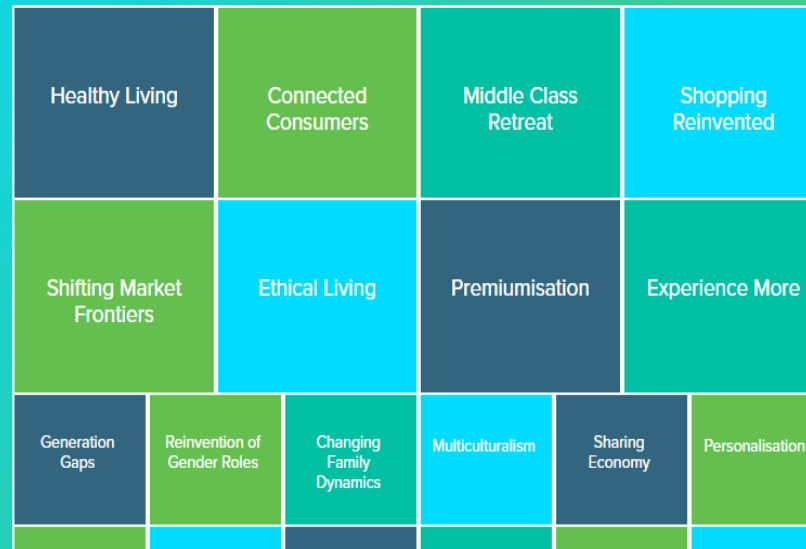 Healthy Living
Connected
Consumers
Middle Class
Retreat
Shopping
Reinvented
Shifting Market
Frontiers
Ethical Living
Premiumisation
Experience More
Generation
Gaps
Reinvention of
Gender Roles
Changing
Family
Dynamics
Multiculturalism
Sharing
Economy
Personalisation